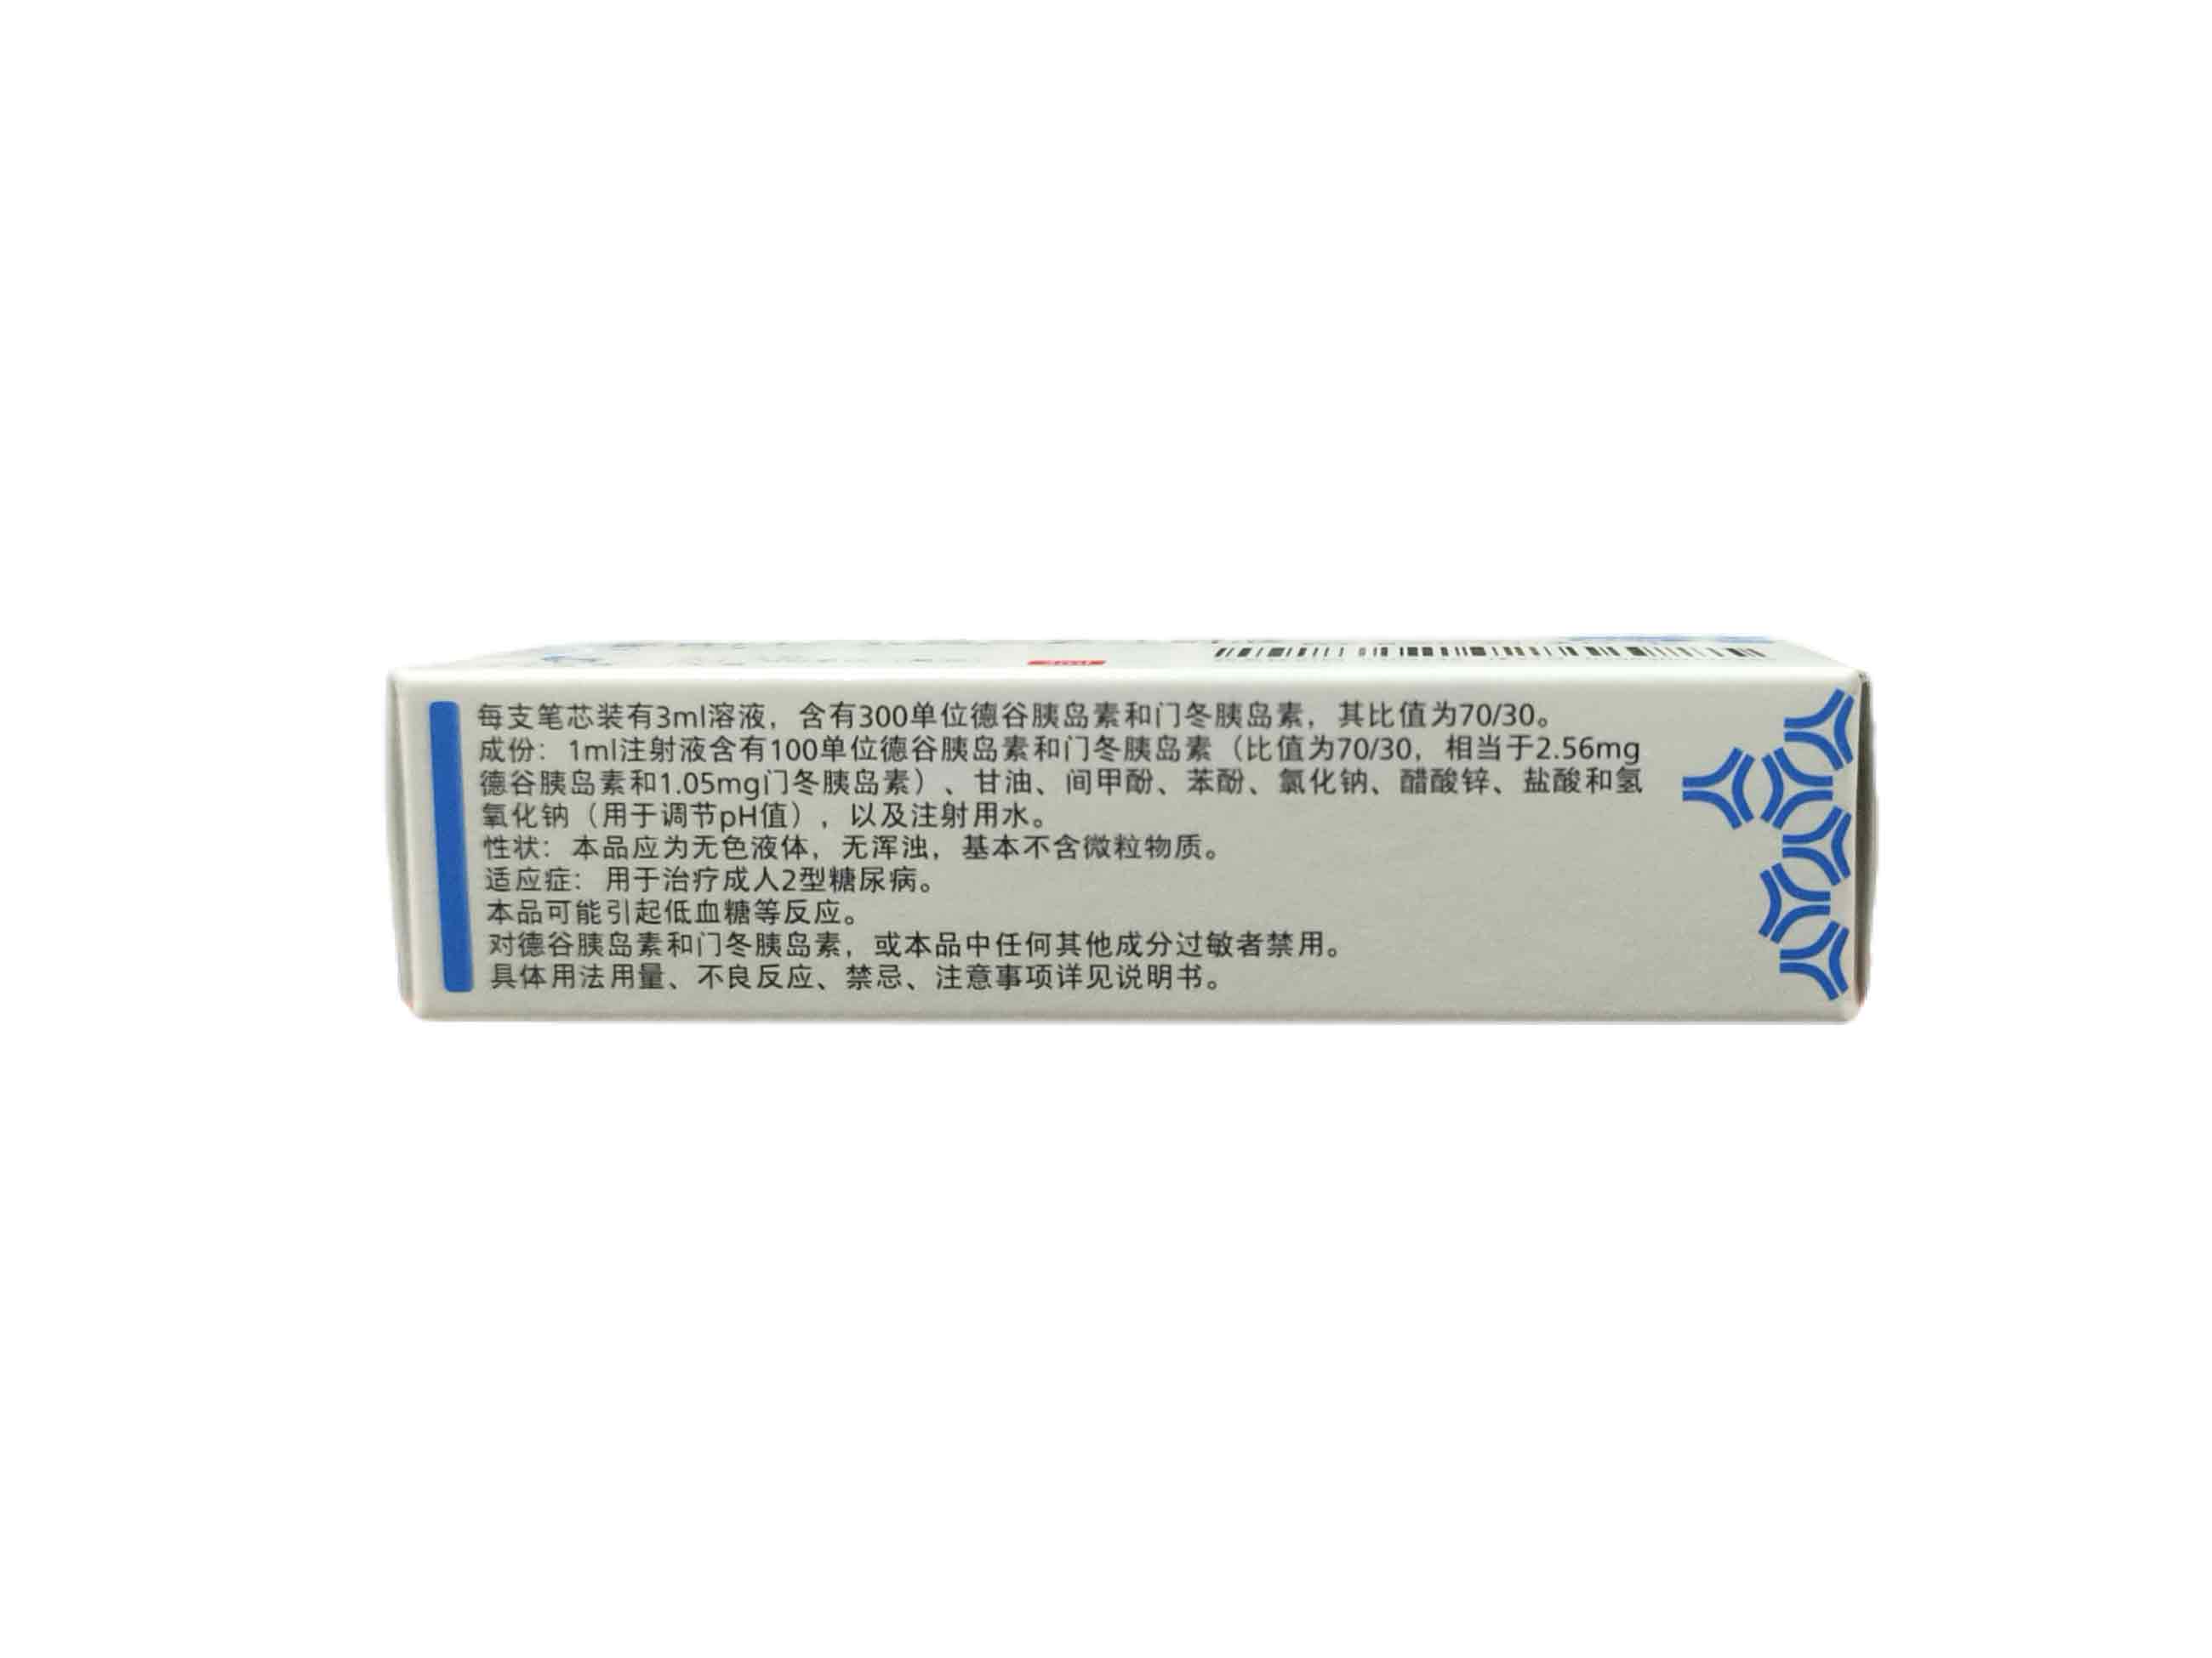 每支笔芯装有3ml溶液，含有300单位德谷胰岛素和门冬胰岛素，其比值为70/30。
成份：1ml注射液含有100单位德谷胰岛素和门冬胰岛素（比值为70/30，相当于2.56mg
德谷胰岛素和1.05mg门冬胰岛素）、甘油、间甲酚、苯酚、氯化钠、醋酸锌、盐酸和氢
氧化钠（用于调节pH值），以及注射用水。
性状：本品应为无色液体，无浑浊，基本不含微粒物质。
适应症：用于治疗成人2型糖尿病。
本品可能引起低血糖等反应。
对德谷胰岛素和门冬胰岛素，或本品中任何其他成分过敏者禁用。
具体用法用量、不良反应、禁忌、注意事项详见说明书。